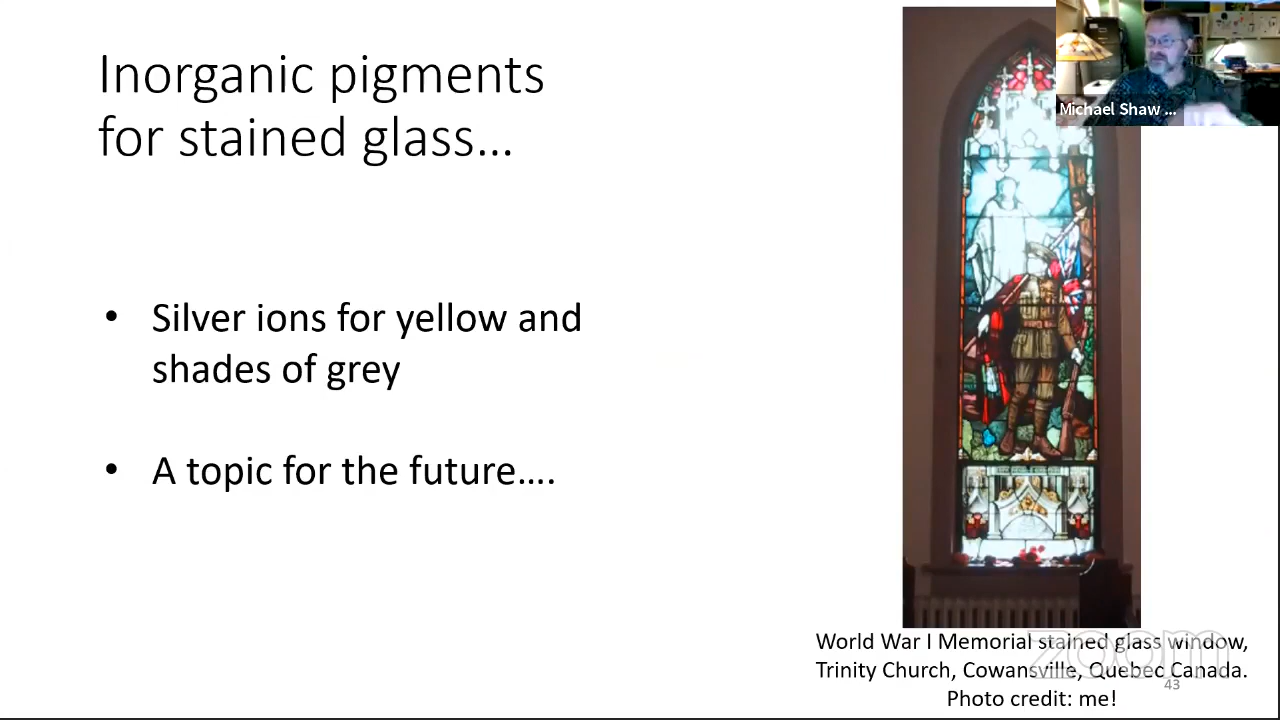 Inorganic pigments
for stained glass...
• Silver ions for yellow and
shades of grey
• A topic for the future....
Michael Shaw ...
World War I Memorial stained glass window,
Trinity Church, Cowansville, Quebec Canada.
Photo credit: me!
43
zoom